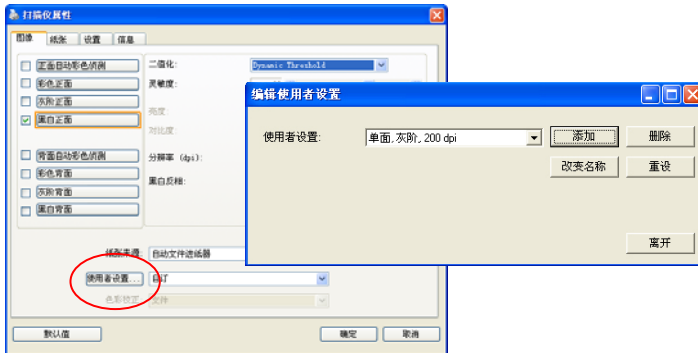 扫描仪属性
图像 纸张 设置 信息
正面自动彩色侦测
彩色正面
灰阶正面
黑白正面
背面自动彩色侦测
彩色背面
灰阶背面
黑白背面
二值化: Dynamic Threshold
灵敏度:
亮度:
对比度:
分辨率 (dpi):
黑白反相:
纸张来源: 自动文件进纸器
使用者设置... 自订
色彩校正: 文件
默认值 确定 取消
编辑使用者设置
使用者设置: 单面, 灰阶, 200 dpi 添加 删除
改变名称 重设
离开